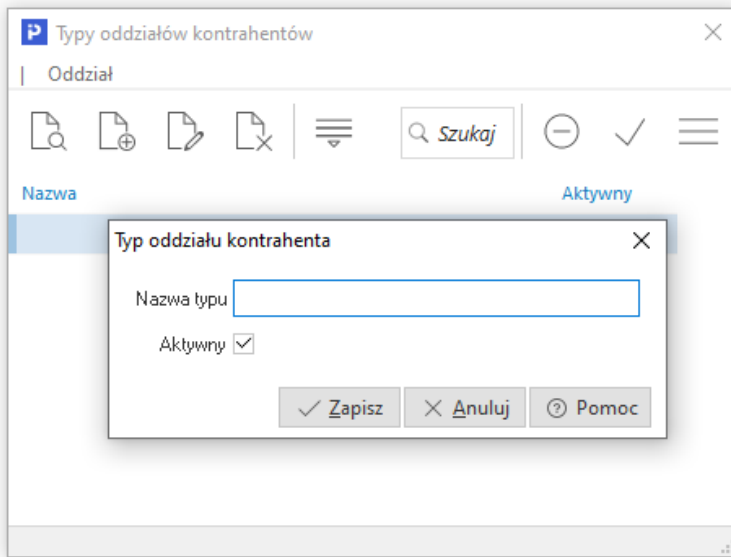 Typy oddziałów kontrahentów
| Oddział
Szukaj
Nazwa Aktywny
Typ oddziału kontrahenta
Nazwa typu
Aktywny
Zapisz Anuluj Pomoc